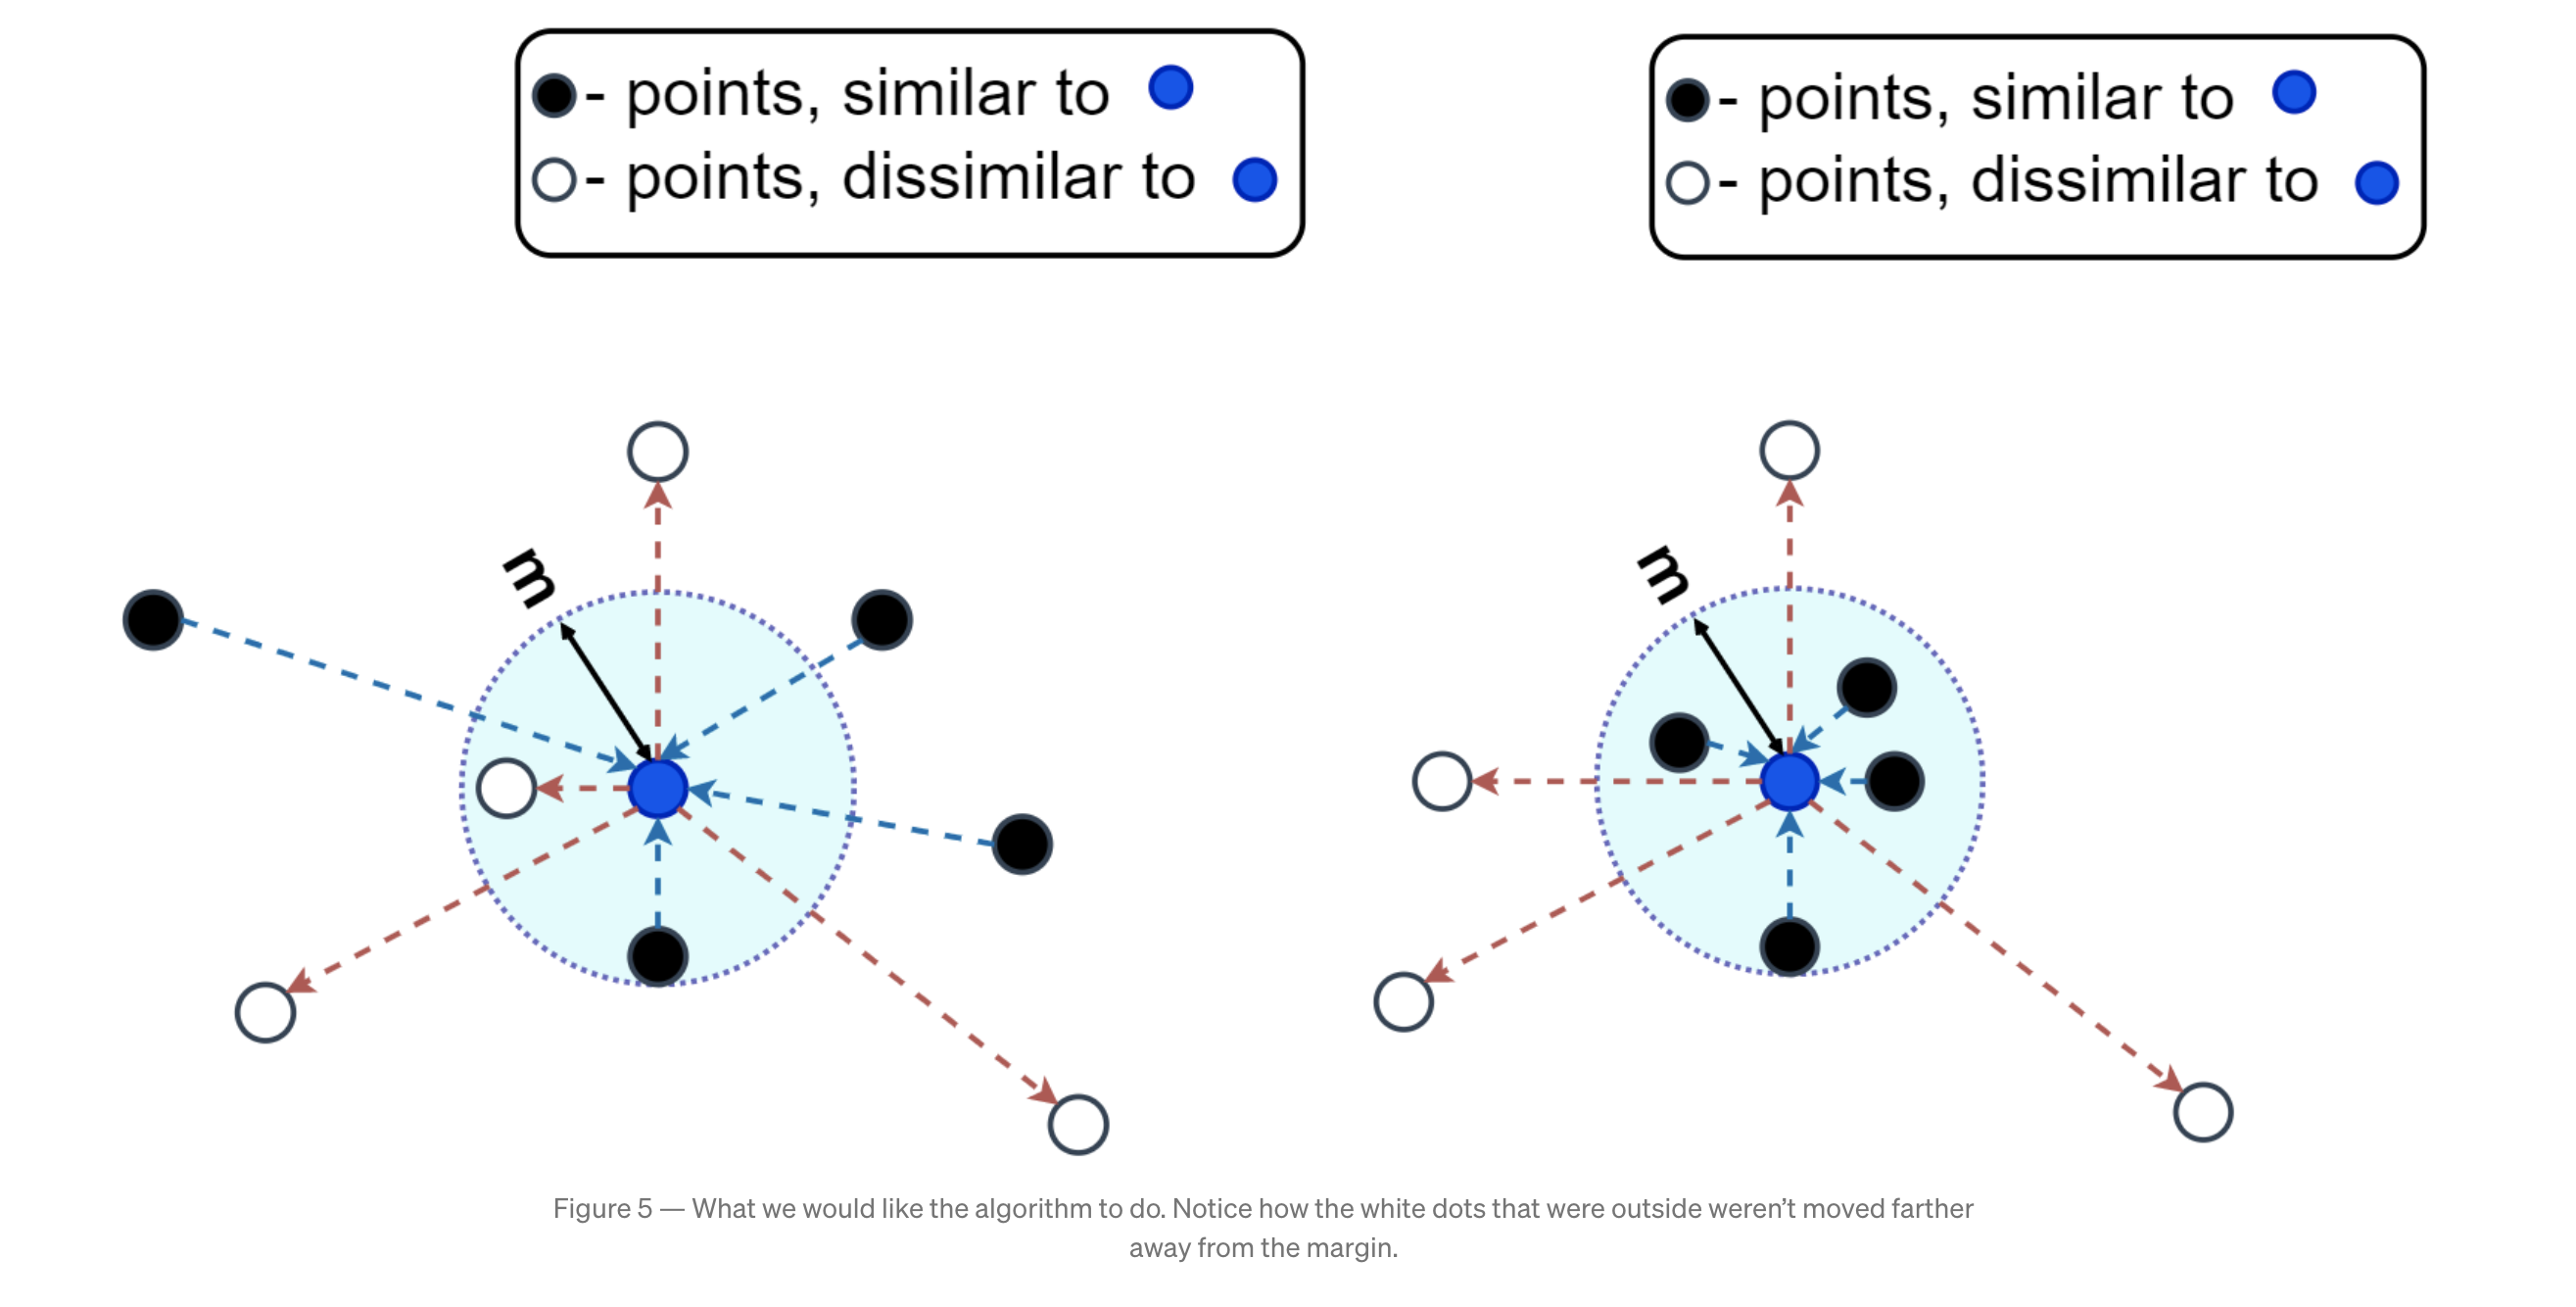 - points, similar to
- points, dissimilar to
- points, similar to
- points, dissimilar to
m
m
Figure 5 — What we would like the algorithm to do. Notice how the white dots that were outside weren’t moved farther
away from the margin.